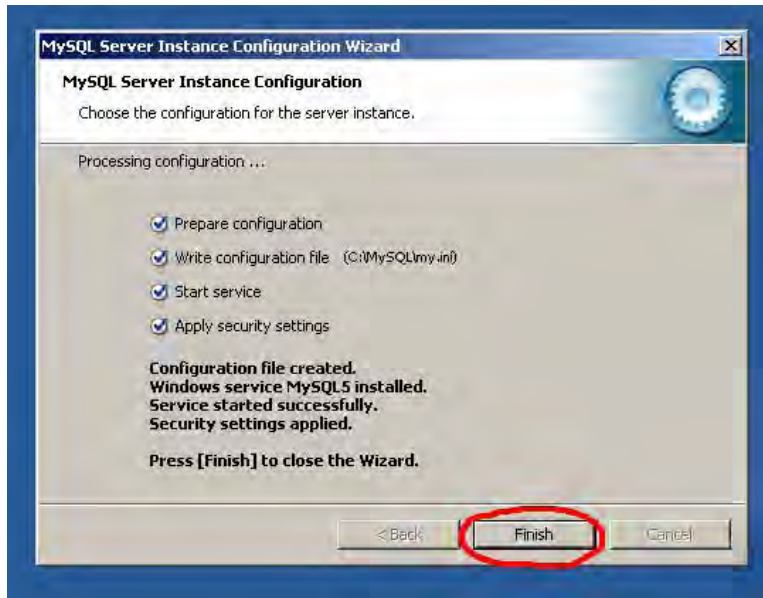 MySQL Server Instance Configuration Wizard
MySQL Server Instance Configuration
Choose the configuration for the server instance.
Processing configuration ...
Prepare configuration
Write configuration file (C:\MySQL\my.ini)
Start service
Apply security settings
Configuration file created.
Windows service MySQL5 installed.
Service started successfully.
Security settings applied.
Press [Finish] to close the Wizard.
< Back Finish Cancel